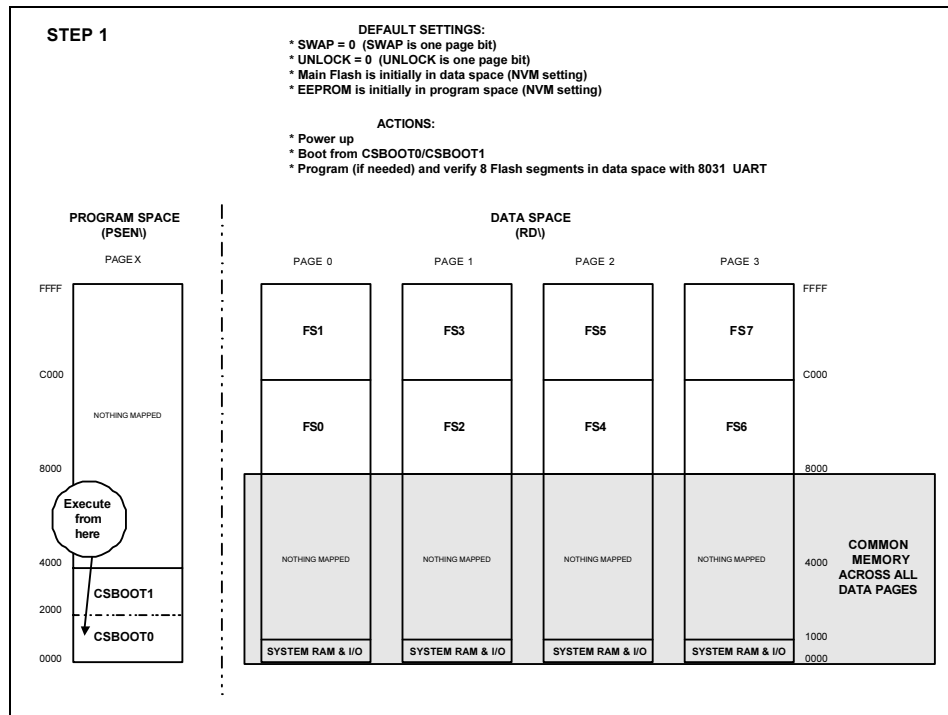 STEP 1
DEFAULT SETTINGS:
* SWAP = 0 (SWAP is one page bit)
* UNLOCK = 0 (UNLOCK is one page bit)
* Main Flash is initially in data space (NVM setting)
* EEPROM is initially in program space (NVM setting)
ACTIONS:
* Power up
* Boot from CSBOOT0/CSBOOT1
* Program (if needed) and verify 8 Flash segments in data space with 8031 UART
PROGRAM SPACE
(PSEN\)
PAGE X
FFFF
C000
NOTHING MAPPED
8000
Execute
from
here
4000
CSBOOT1
2000
CSBOOT0
0000
DATA SPACE
(RD\)
PAGE 0
PAGE 1
PAGE 2
PAGE 3
FFFF
FS1
FS3
FS5
FS7
C000
FS0
FS2
FS4
FS6
8000
NOTHING MAPPED
NOTHING MAPPED
NOTHING MAPPED
NOTHING MAPPED
4000
COMMON
MEMORY
ACROSS ALL
DATA PAGES
1000
SYSTEM RAM & I/O
SYSTEM RAM & I/O
SYSTEM RAM & I/O
SYSTEM RAM & I/O
0000